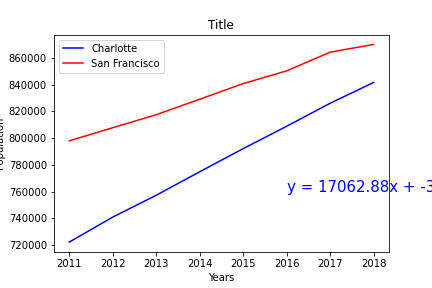 Title
Charlotte
San Francisco
860000
840000
820000
800000
780000
760000
740000
720000
y = 17062.88x + -3
2011 2012 2013 2014 2015 2016 2017 2018
Years